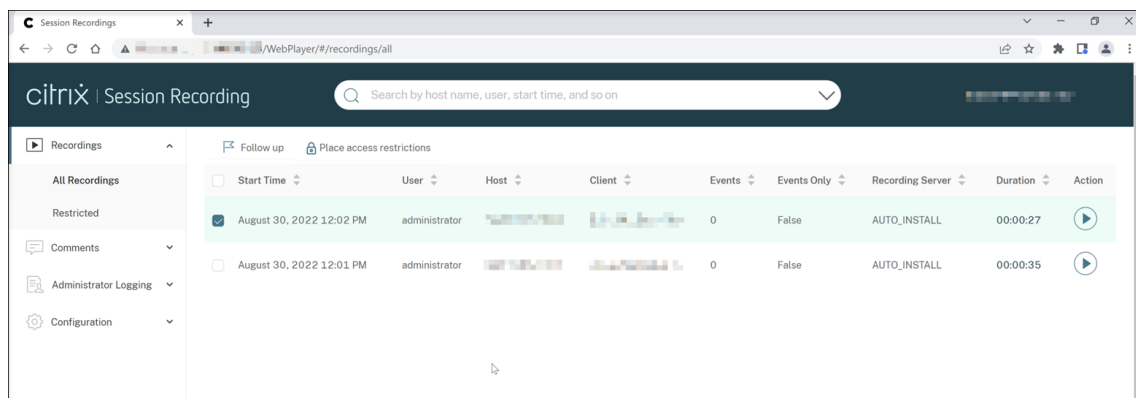 Session Recordings
/WebPlayer/#/recordings/all
citrix | Session Recording
Search by host name, user, start time, and so on
Recordings
Follow up Place access restrictions
All Recordings
Start Time User Host Client Events Events Only Recording Server Duration Action
Restricted
August 30, 2022 12:02 PM administrator 0 False AUTO_INSTALL 00:00:27
Comments
August 30, 2022 12:01 PM administrator 0 False AUTO_INSTALL 00:00:35
Administrator Logging
Configuration